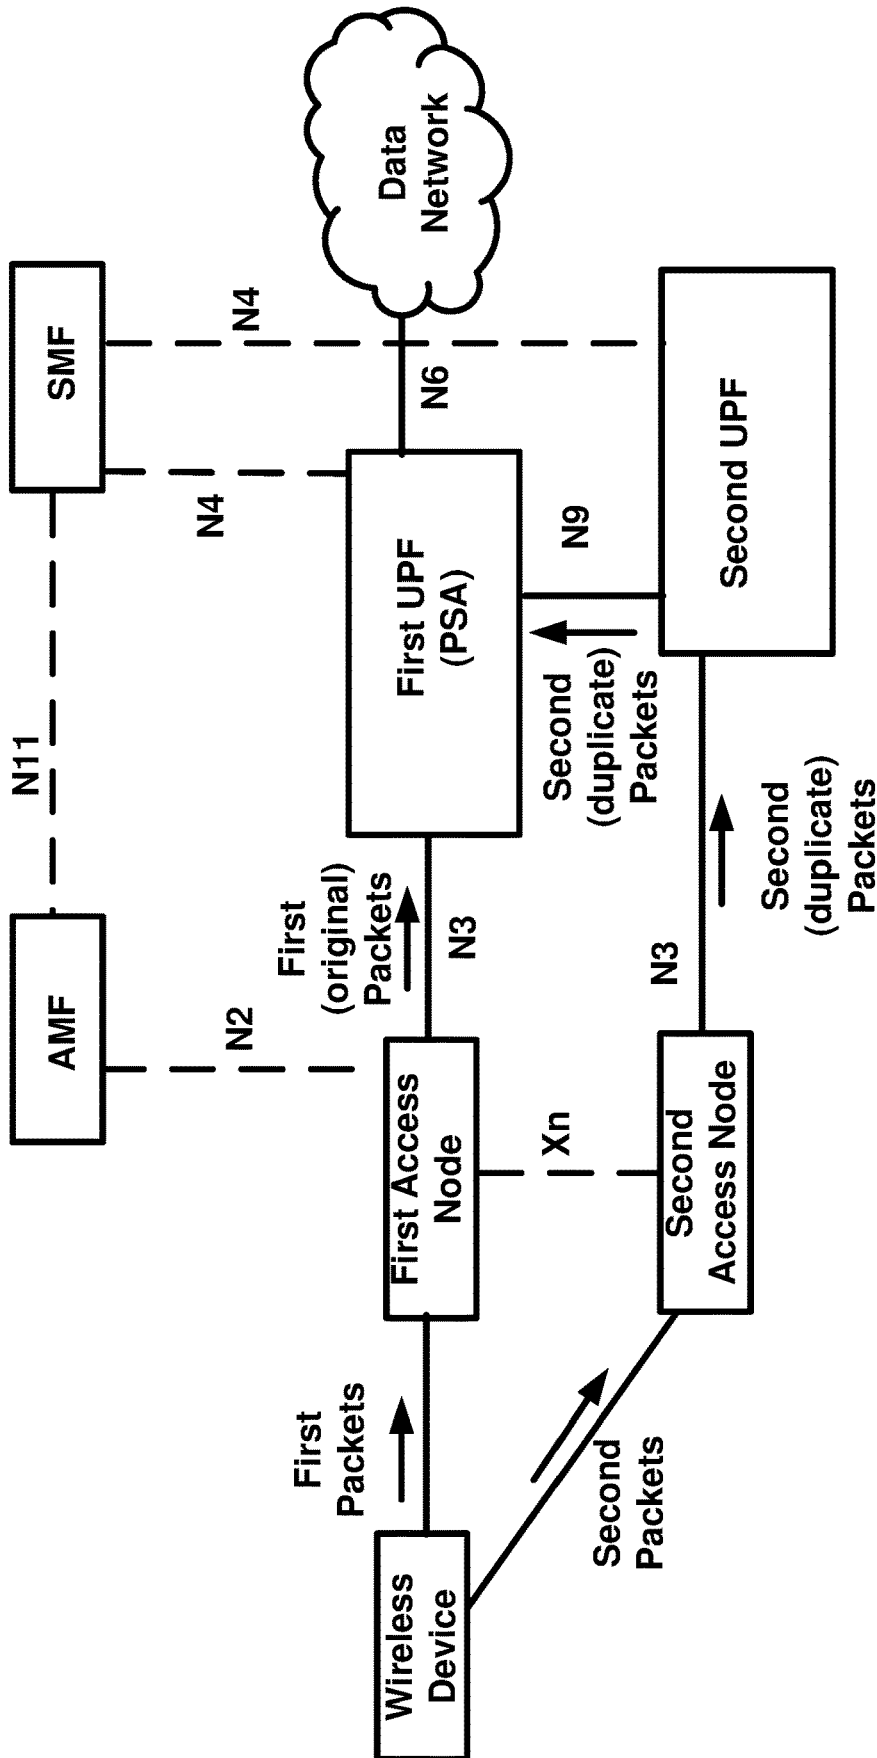 AMF
N11
SMF
N2
N4
N4
Wireless
Device
First
Packets
First Access
Node
First
(original)
Packets
N3
First UPF
(PSA)
N6
Data
Network
Xn
Second
(duplicate)
Packets
N9
Second
Packets
Second
Access Node
N3
Second
(duplicate)
Packets
Second UPF